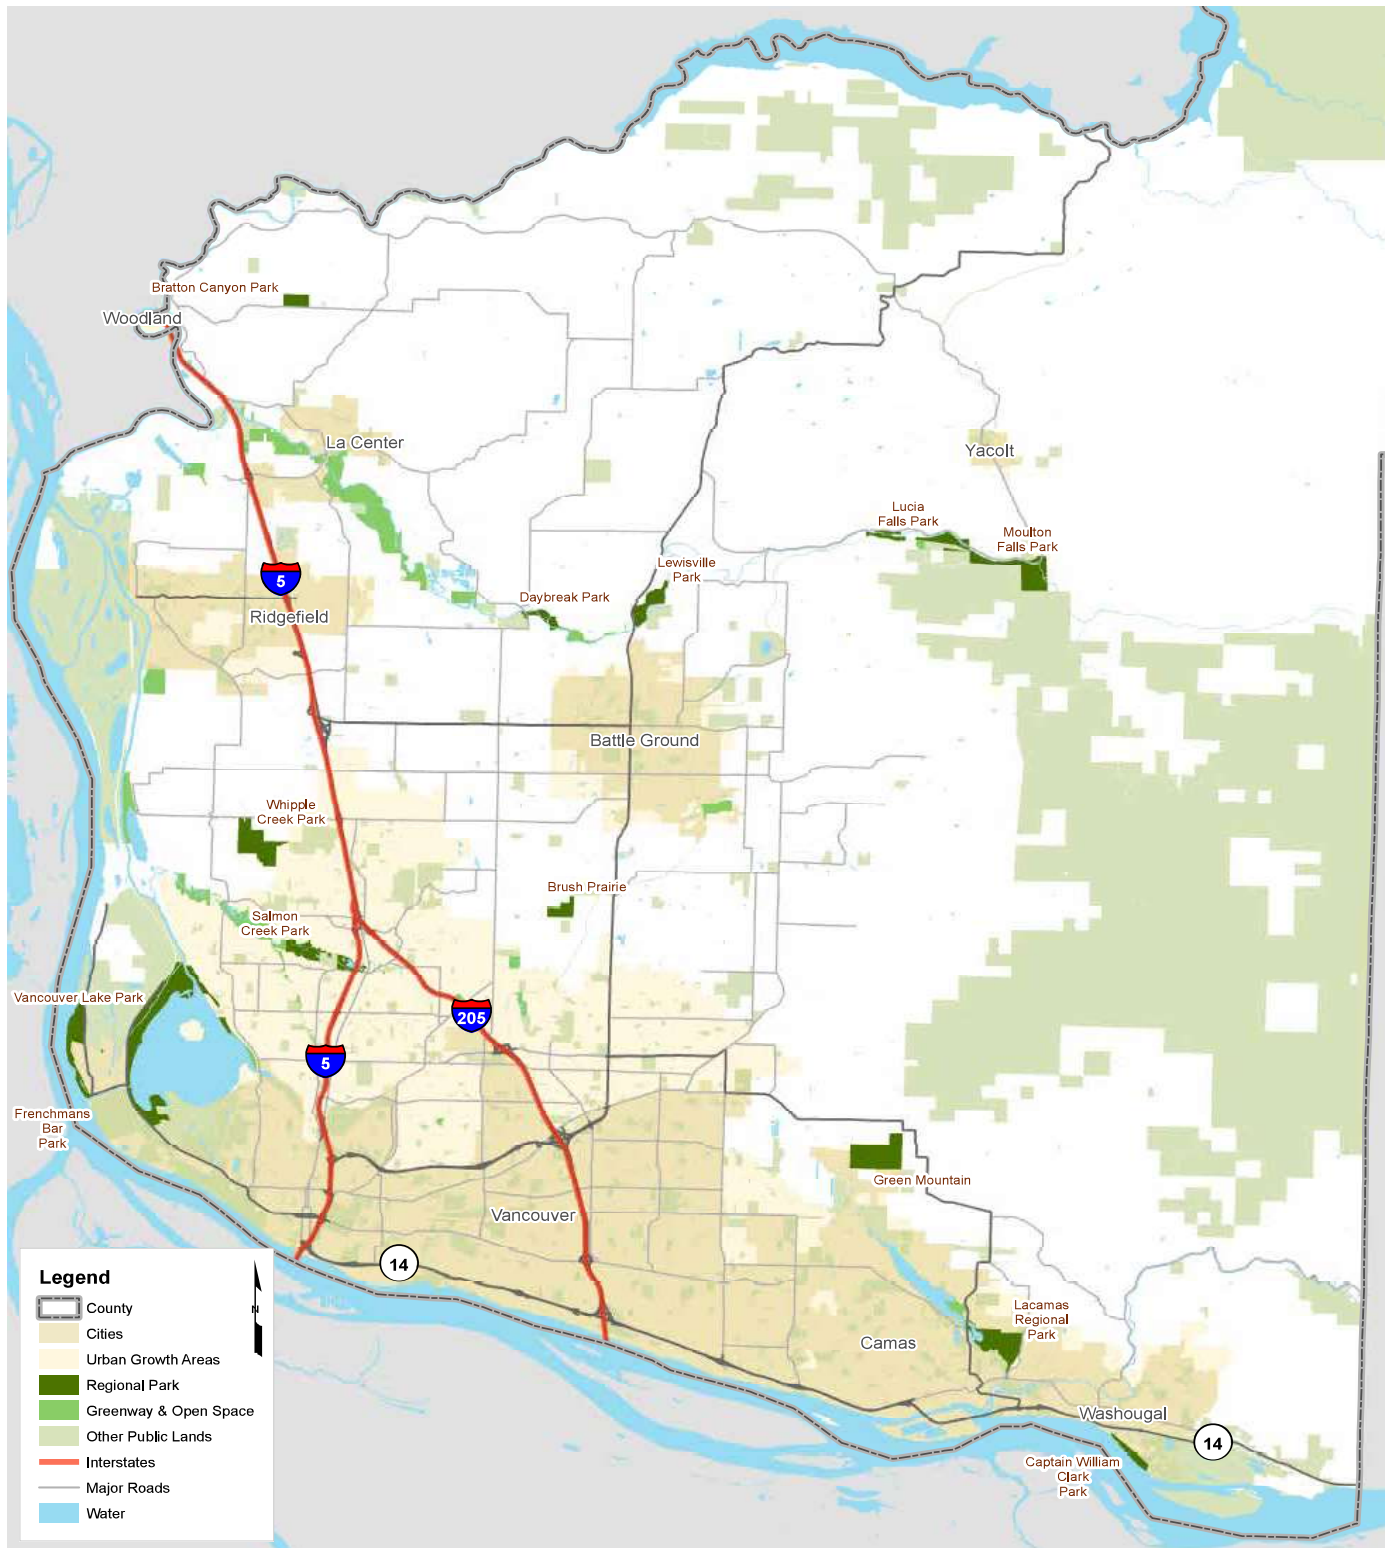 Bratton Canyon Park
Woodland
La Center
Yacolt
Lucia
Falls Park
Moulton
Falls Park
Lewisville
Park
5
Daybreak Park
Ridgefield
Battle Ground
Whipple
Creek Park
Brush Prairie
Salmon
Creek Park
Vancouver Lake Park
205
5
Frenchmans
Bar
Park
Green Mountain
Vancouver
14
Lacamas
Regional
Park
Camas
Washougal
14
Captain William
Clark
Park
Legend
N
County
Cities
Urban Growth Areas
Regional Park
Greenway & Open Space
Other Public Lands
Interstates
Major Roads
Water